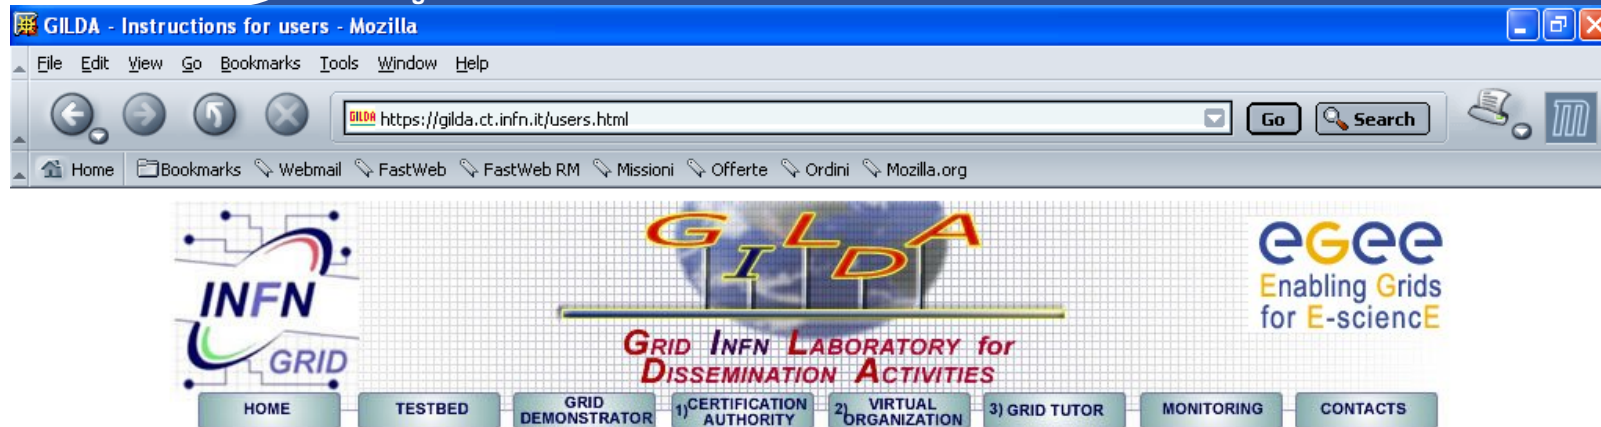 GILDA - Instructions for users - Mozilla
File Edit View Go Bookmarks Tools Window Help
GILDA https://gilda.ct.infn.it/users.html Go Search m
Home Bookmarks Webmail FastWeb FastWeb RM Missioni Offerte Ordini Mozilla.org
INFN
GRID
GILDA
GRID INFN LABORATORY for
DISSEMINATION ACTIVITIES
eGee
Enabling Grids
for E-sciencE
HOME
TESTBED
GRID
DEMONSTRATOR
1) CERTIFICATION
AUTHORITY
2) VIRTUAL
ORGANIZATION
3) GRID TUTOR
MONITORING
CONTACTS